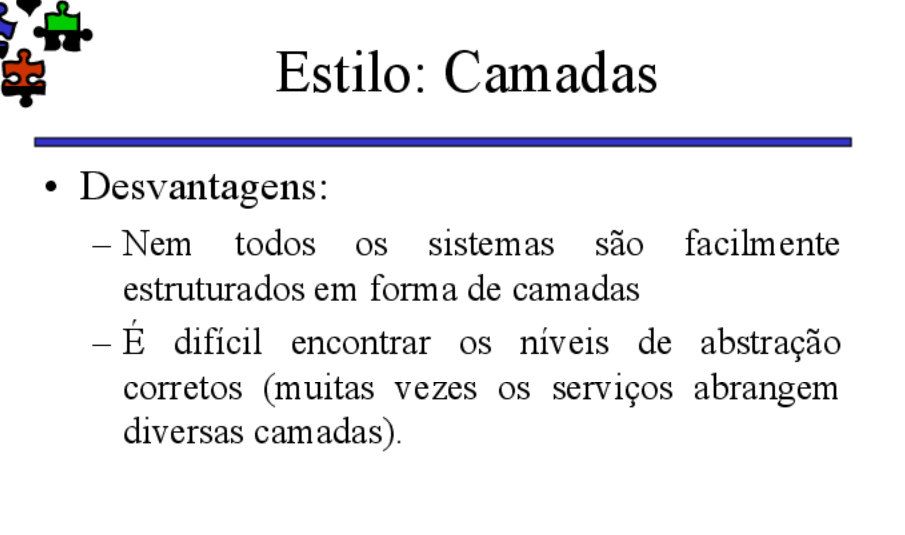 Estilo: Camadas
• Desvantagens:
– Nem todos os sistemas são facilmente
estruturados em forma de camadas
– É difícil encontrar os níveis de abstração
corretos (muitas vezes os serviços abrangem
diversas camadas).